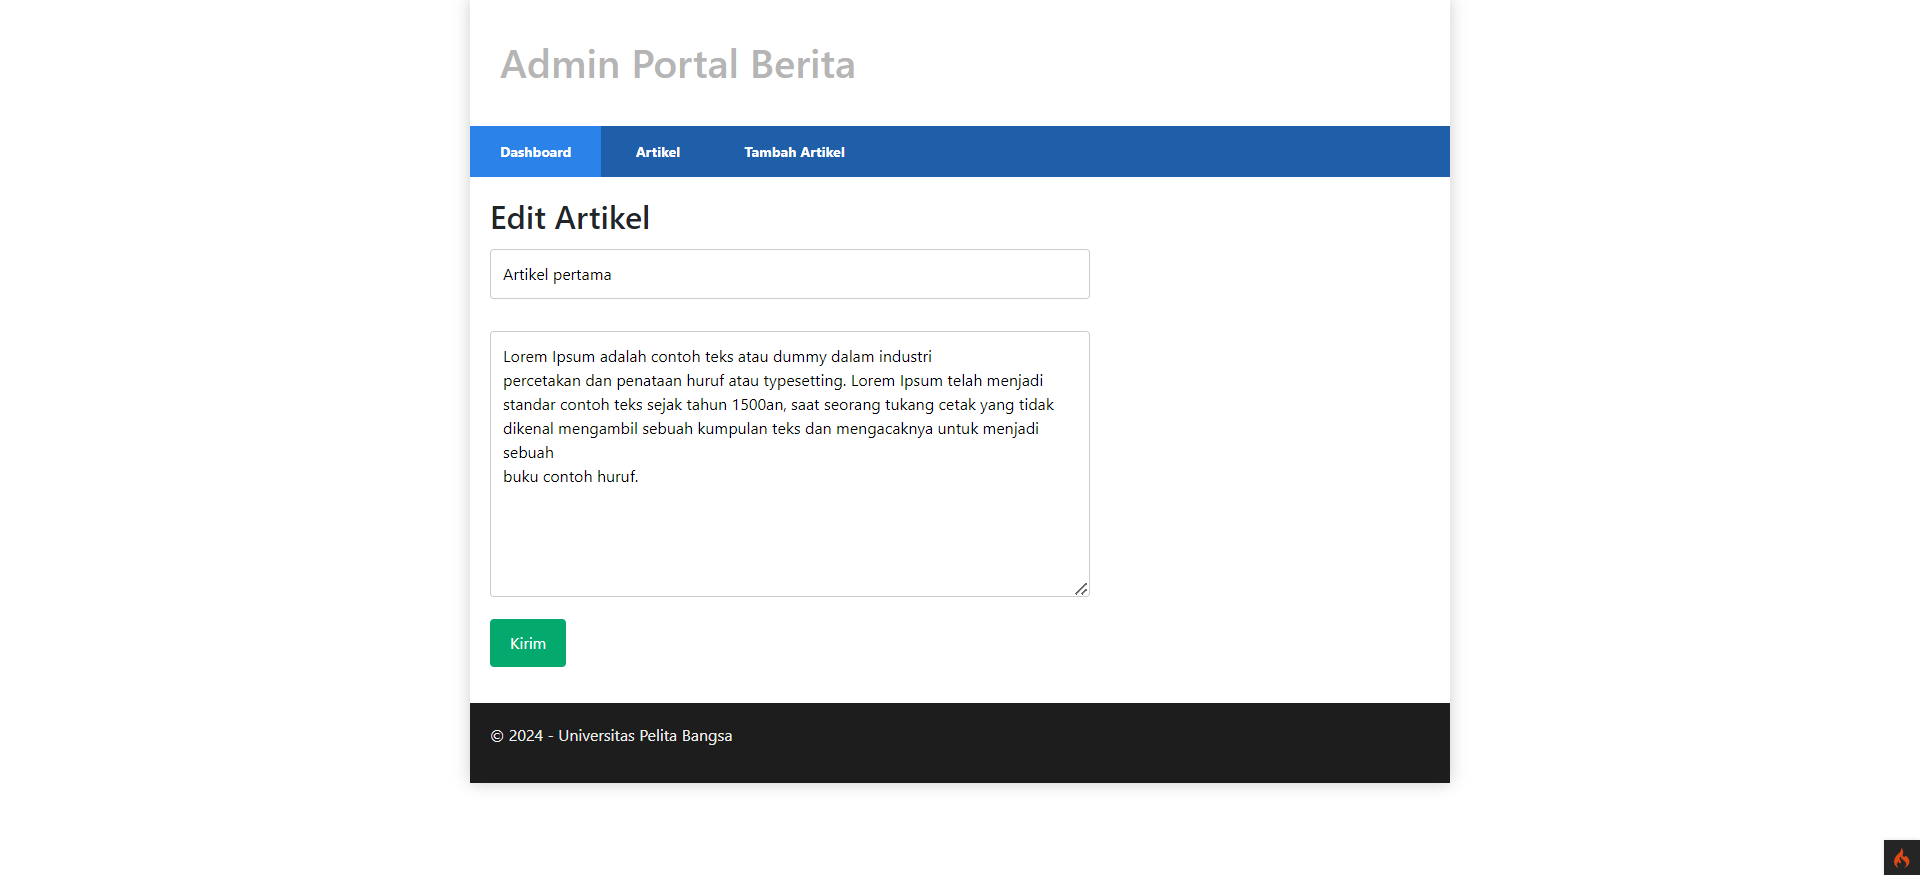 Admin Portal Berita
Dashboard Artikel Tambah Artikel
Edit Artikel
Artikel pertama
Lorem Ipsum adalah contoh teks atau dummy dalam industri
percetakan dan penataan huruf atau typesetting. Lorem Ipsum telah menjadi
standar contoh teks sejak tahun 1500an, saat seorang tukang cetak yang tidak
dikenal mengambil sebuah kumpulan teks dan mengacaknya untuk menjadi
sebuah
buku contoh huruf.
Kirim
© 2024 - Universitas Pelita Bangsa